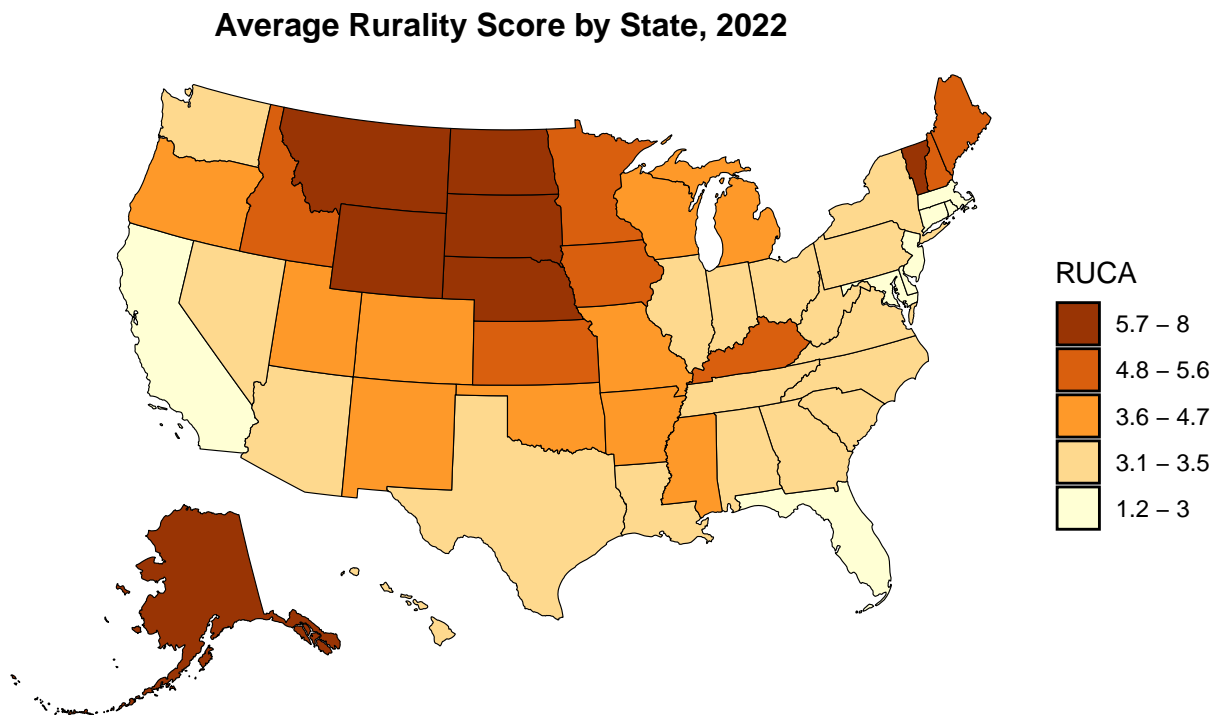 Average Rurality Score by State, 2022
RUCA
5.7 – 8
4.8 – 5.6
3.6 – 4.7
3.1 – 3.5
1.2 – 3